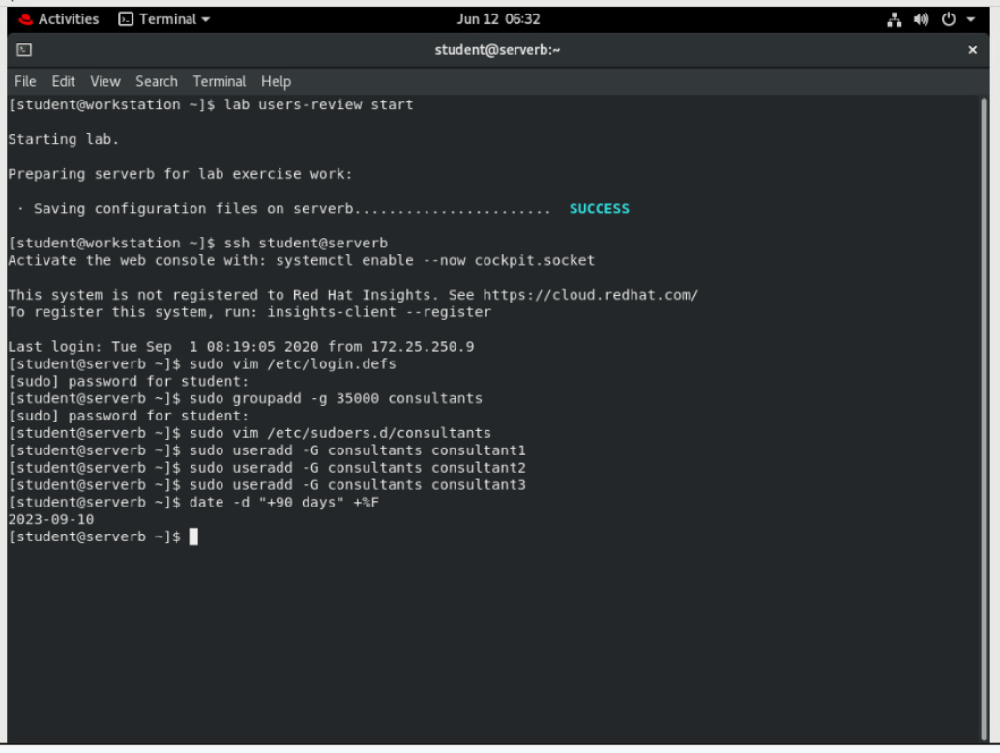 Activities Terminal Jun 12 06:32
student@serverb:~ ×
File Edit View Search Terminal Help
[student@workstation ~]$ lab users-review start
Starting lab.
Preparing serverb for lab exercise work:
· Saving configuration files on serverb....................... SUCCESS
[student@workstation ~]$ ssh student@serverb
Activate the web console with: systemctl enable --now cockpit.socket
This system is not registered to Red Hat Insights. See https://cloud.redhat.com/
To register this system, run: insights-client --register
Last login: Tue Sep  1 08:19:05 2020 from 172.25.250.9
[student@serverb ~]$ sudo vim /etc/login.defs
[sudo] password for student:
[student@serverb ~]$ sudo groupadd -g 35000 consultants
[sudo] password for student:
[student@serverb ~]$ sudo vim /etc/sudoers.d/consultants
[student@serverb ~]$ sudo useradd -G consultants consultant1
[student@serverb ~]$ sudo useradd -G consultants consultant2
[student@serverb ~]$ sudo useradd -G consultants consultant3
[student@serverb ~]$ date -d "+90 days" +%F
2023-09-10
[student@serverb ~]$